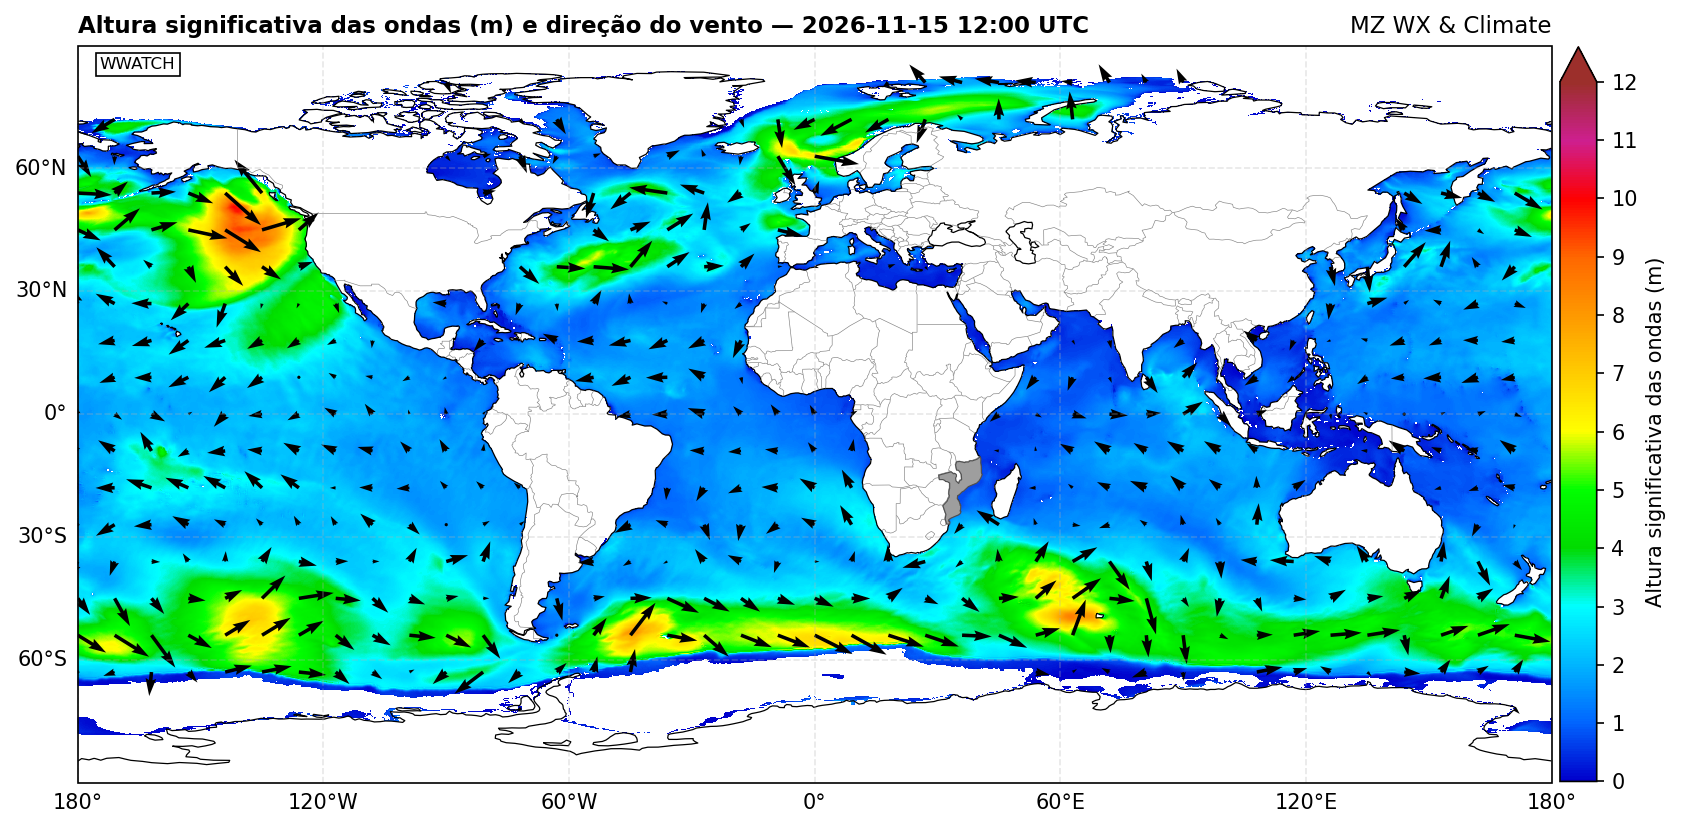 Altura significativa das ondas (m) e direção do vento — 2026-11-15 12:00 UTC
MZ WX & Climate
WWATCH
60°N
30°N
0°
30°S
60°S
180°
120°W
60°W
0°
60°E
120°E
180°
12
11
10
9
8
7
6
5
4
3
2
1
0
Altura significativa das ondas (m)